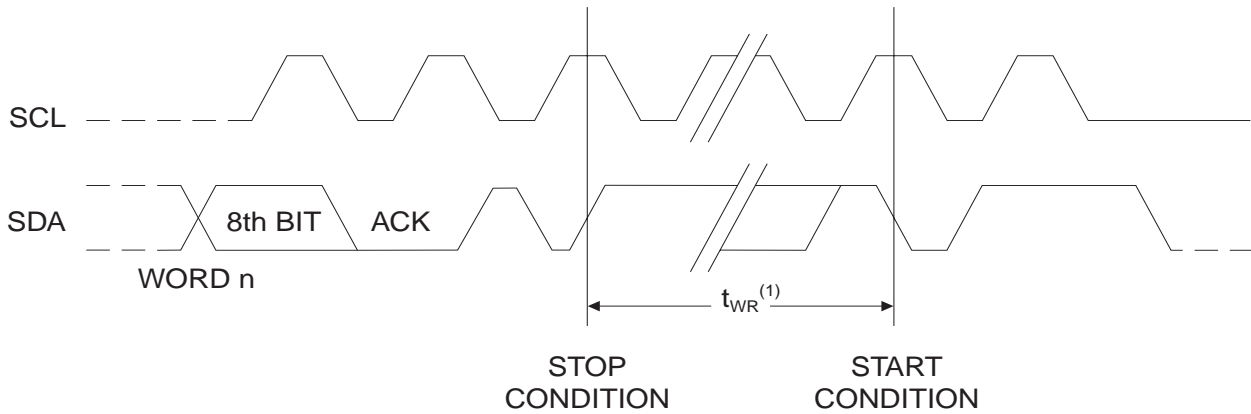 SCL
SDA
8th BIT
ACK
WORD n
tWR(1)
STOP
CONDITION
START
CONDITION